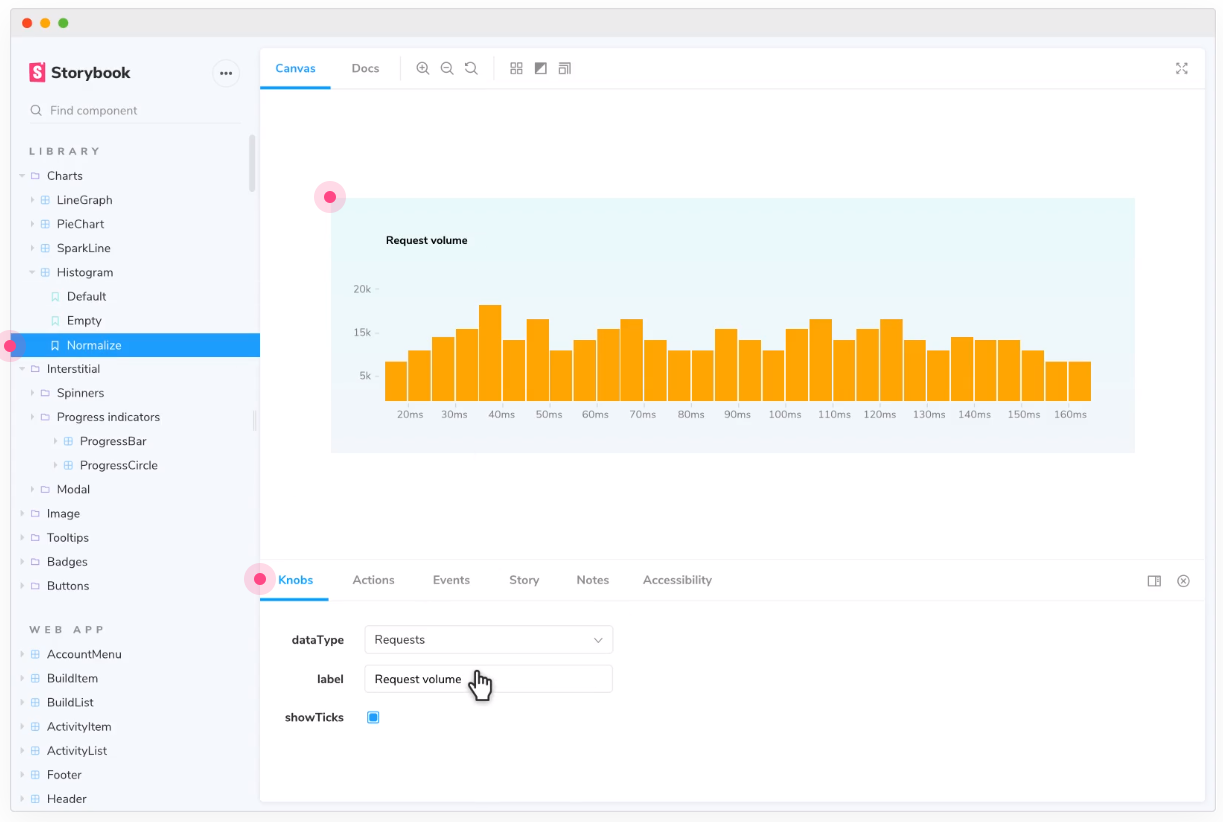 Storybook
Find component
LIBRARY
Charts
LineGraph
PieChart
SparkLine
Histogram
Default
Empty
Normalize
Interstitial
Spinners
Progress indicators
ProgressBar
ProgressCircle
Modal
Image
Tooltips
Badges
Buttons
WEB APP
AccountMenu
BuildItem
BuildList
ActivityItem
ActivityList
Footer
Header
Canvas Docs
Request volume
20k
15k
5k
20ms 30ms 40ms 50ms 60ms 70ms 80ms 90ms 100ms 110ms 120ms 130ms 140ms 150ms 160ms
Knobs Actions Events Story Notes Accessibility
dataType Requests
label Request volume
showTicks